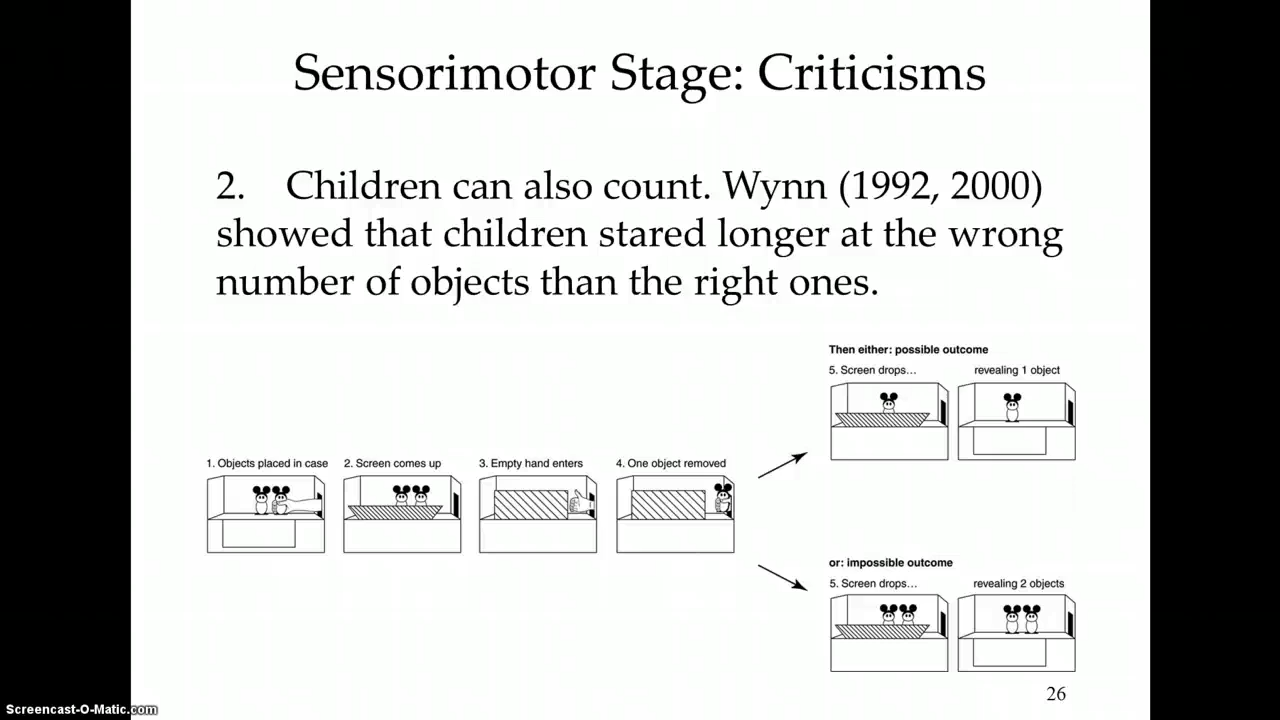 Sensorimotor Stage: Criticisms
2. Children can also count. Wynn (1992, 2000)
showed that children stared longer at the wrong
number of objects than the right ones.
Then either: possible outcome
5. Screen drops... revealing 1 object
1. Objects placed in case 2. Screen comes up 3. Empty hand enters 4. One object removed
or: impossible outcome
5. Screen drops... revealing 2 objects
26
Screencast-O-Matic.com